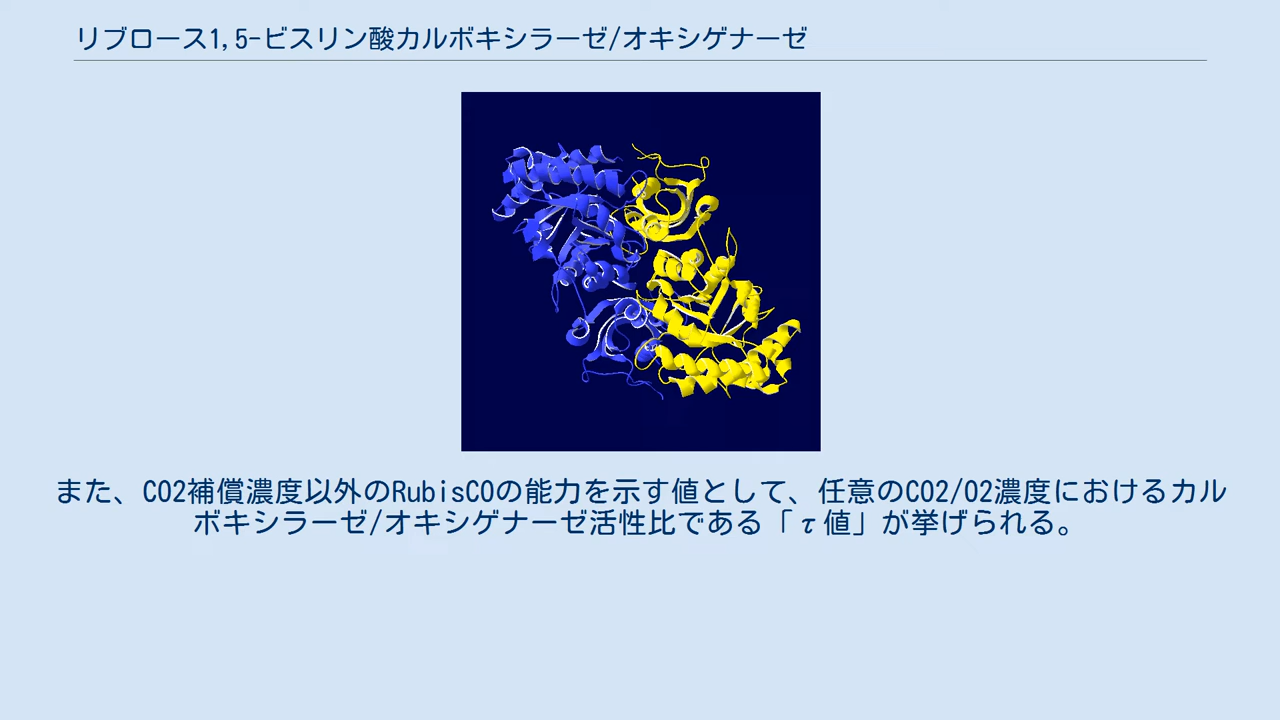 リブロース1,5-ビスリン酸カルボキシラーゼ/オキシゲナーゼ
また、CO2補償濃度以外のRubisCOの能力を示す値として、任意のCO2/O2濃度におけるカル
ボキシラーゼ/オキシゲナーゼ活性比である「τ値」が挙げられる。